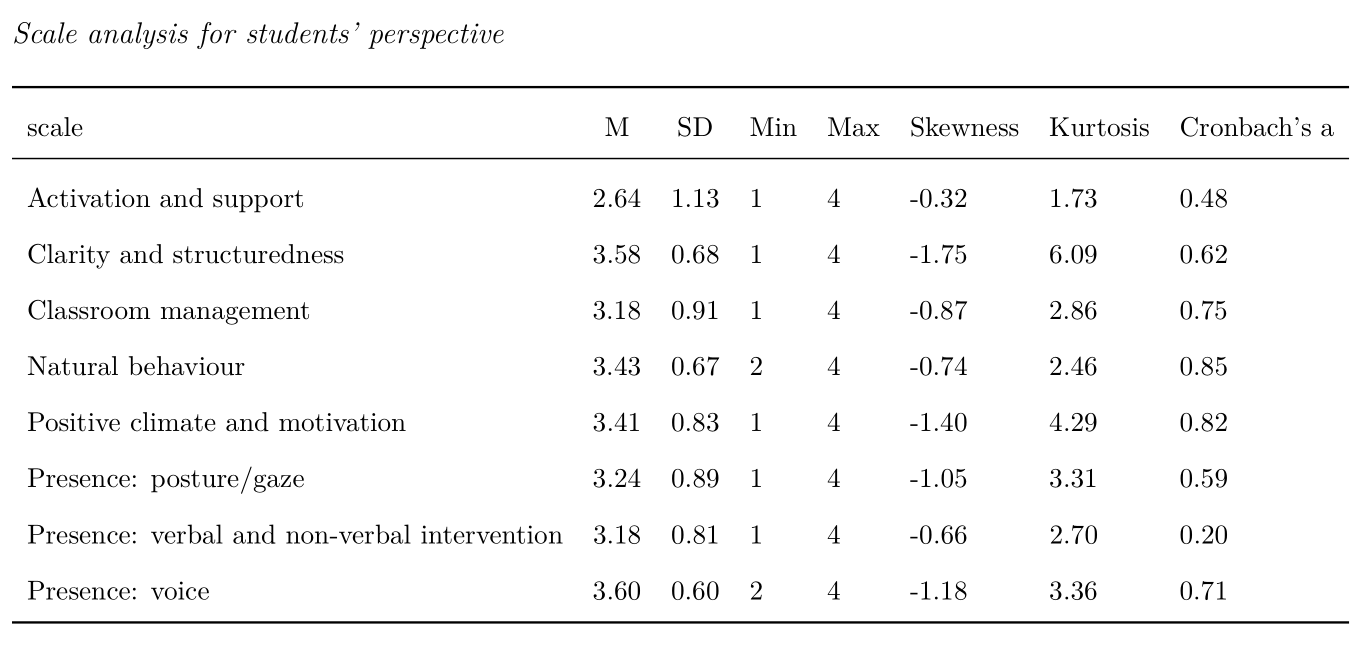 Scale analysis for students' perspective
scale M SD Min Max Skewness Kurtosis Cronbach's a
Activation and support 2.64 1.13 1 4 -0.32 1.73 0.48
Clarity and structuredness 3.58 0.68 1 4 -1.75 6.09 0.62
Classroom management 3.18 0.91 1 4 -0.87 2.86 0.75
Natural behaviour 3.43 0.67 2 4 -0.74 2.46 0.85
Positive climate and motivation 3.41 0.83 1 4 -1.40 4.29 0.82
Presence: posture/gaze 3.24 0.89 1 4 -1.05 3.31 0.59
Presence: verbal and non-verbal intervention 3.18 0.81 1 4 -0.66 2.70 0.20
Presence: voice 3.60 0.60 2 4 -1.18 3.36 0.71